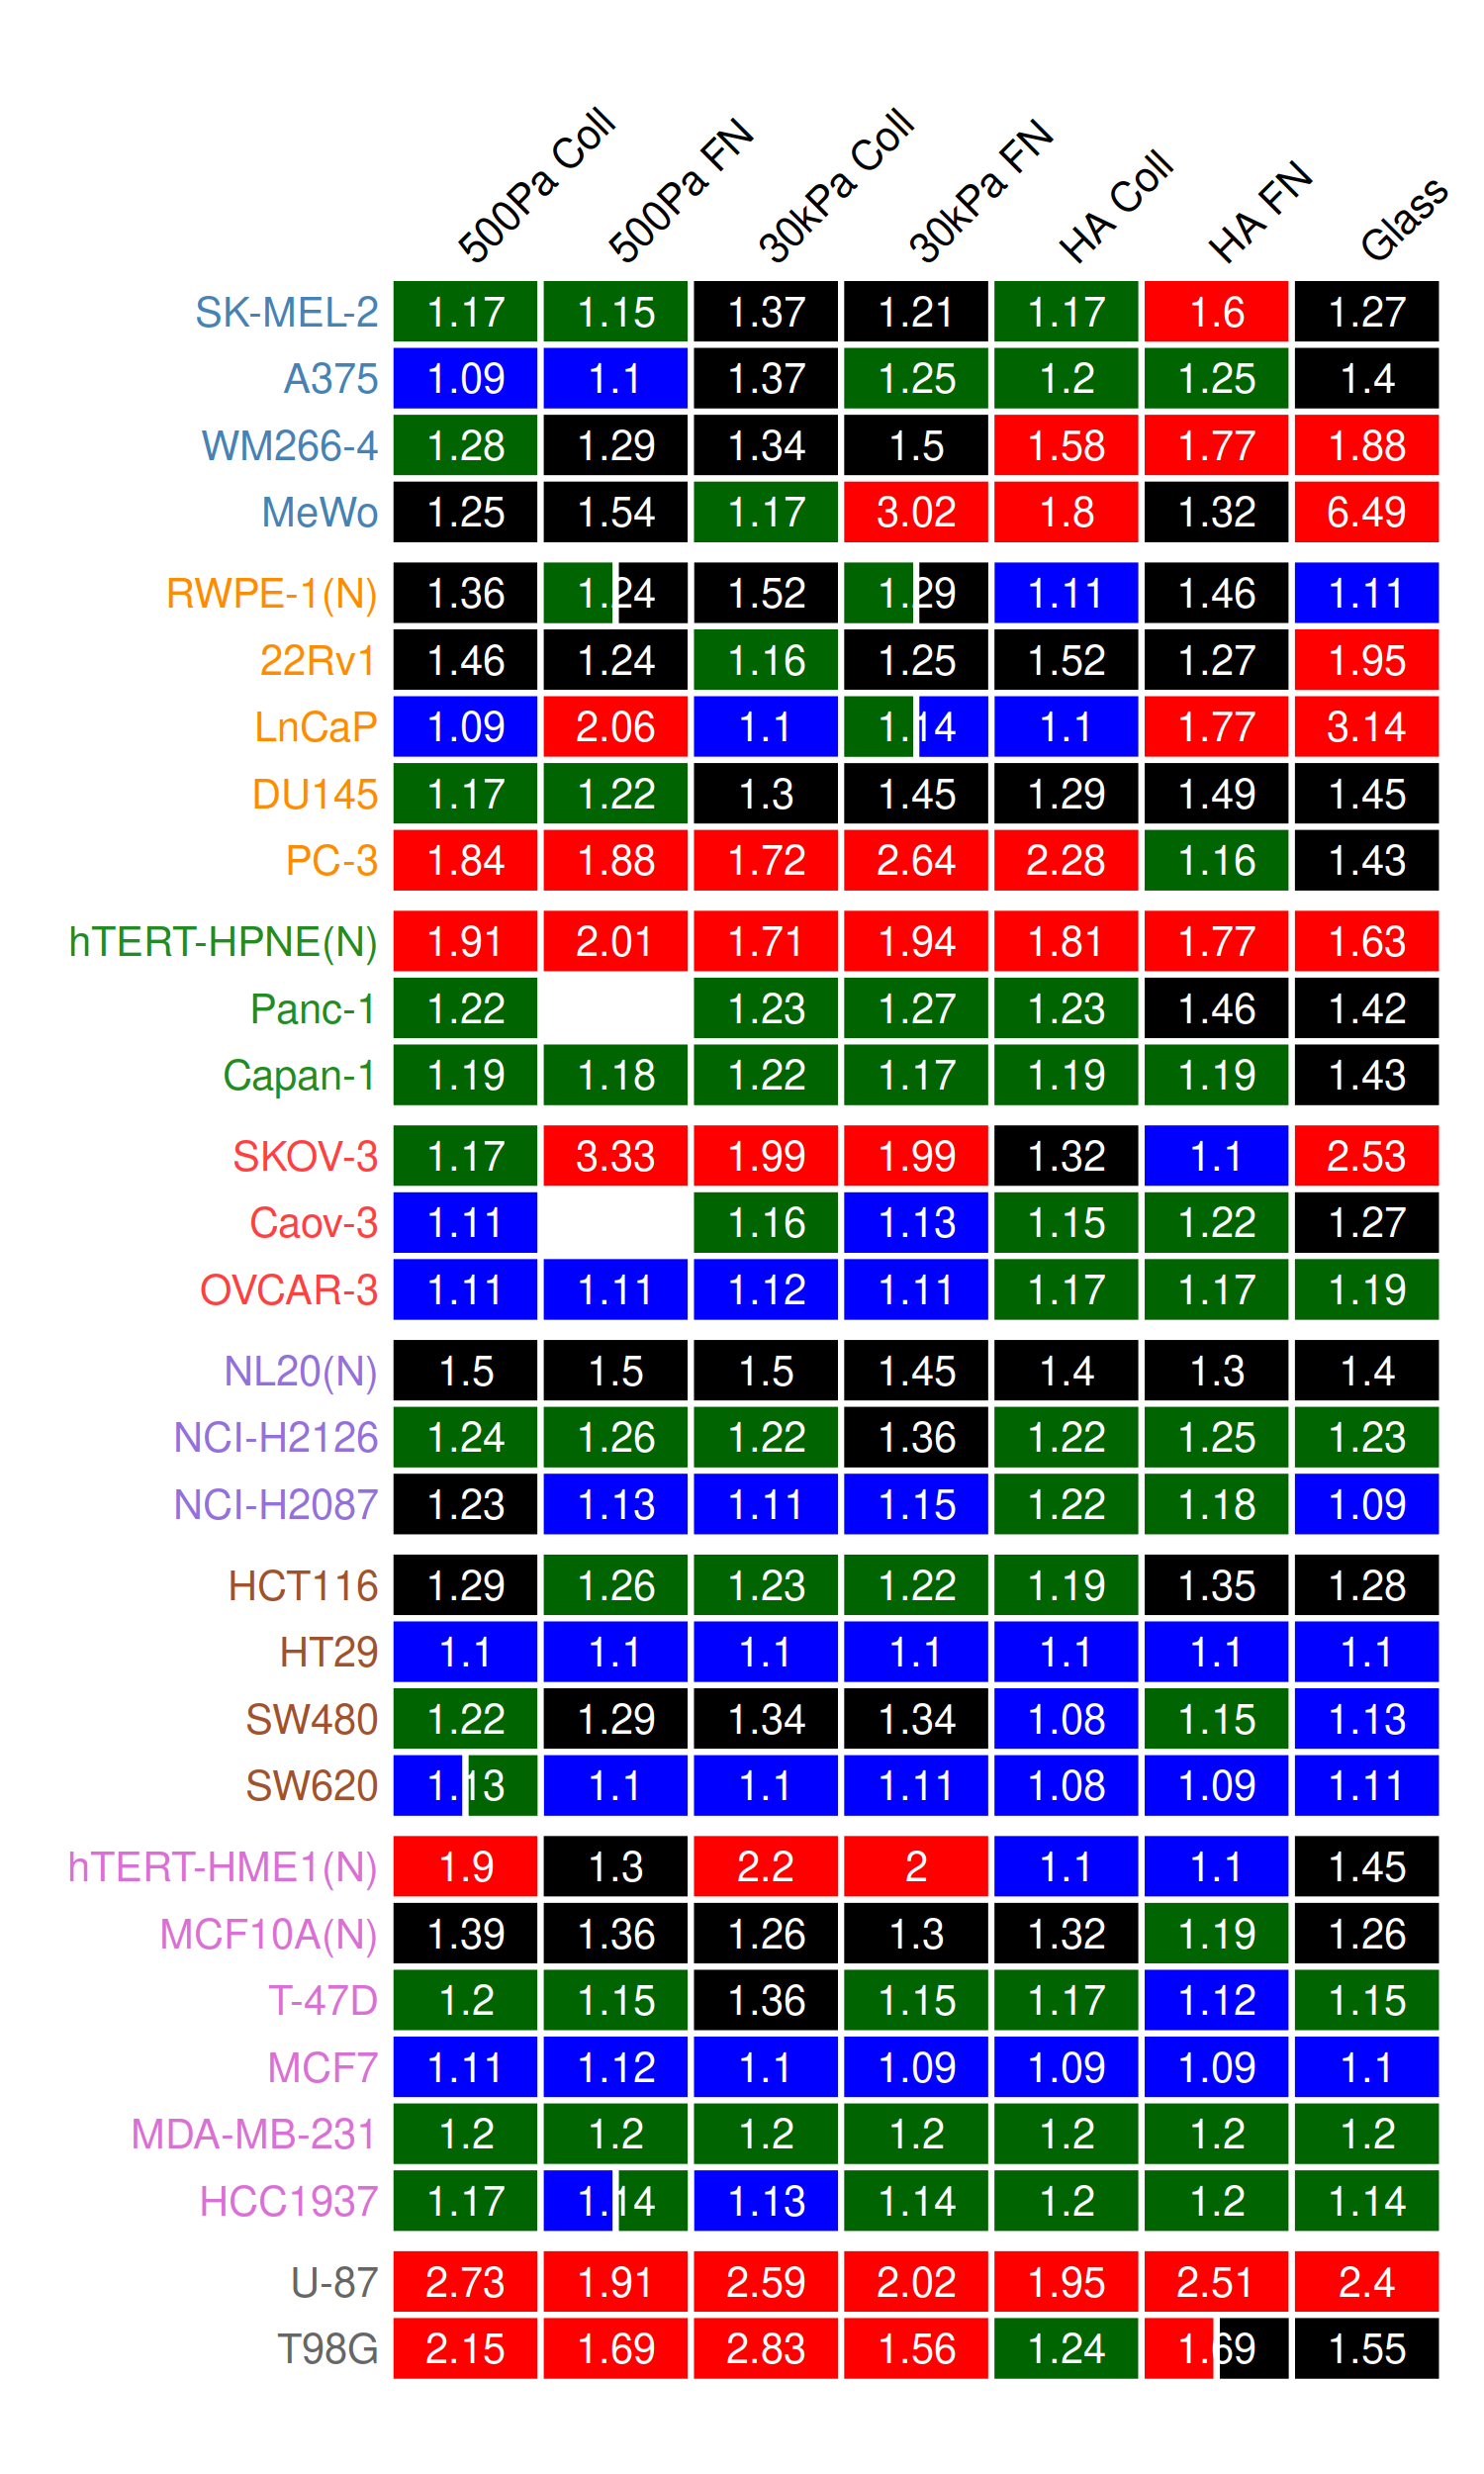 500Pa Coll 500Pa FN 30kPa Coll 30kPa FN HA Coll HA FN Glass
SK-MEL-2 1.17 1.15 1.37 1.21 1.17 1.6 1.27
A375 1.09 1.1 1.37 1.25 1.2 1.25 1.4
WM266-4 1.28 1.29 1.34 1.5 1.58 1.77 1.88
MeWo 1.25 1.54 1.17 3.02 1.8 1.32 6.49
RWPE-1(N) 1.36 1.24 1.52 1.29 1.11 1.46 1.11
22Rv1 1.46 1.24 1.16 1.25 1.52 1.27 1.95
LnCaP 1.09 2.06 1.1 1.14 1.1 1.77 3.14
DU145 1.17 1.22 1.3 1.45 1.29 1.49 1.45
PC-3 1.84 1.88 1.72 2.64 2.28 1.16 1.43
hTERT-HPNE(N) 1.91 2.01 1.71 1.94 1.81 1.77 1.63
Panc-1 1.22 1.23 1.27 1.23 1.46 1.42
Capan-1 1.19 1.18 1.22 1.17 1.19 1.19 1.43
SKOV-3 1.17 3.33 1.99 1.99 1.32 1.1 2.53
Caov-3 1.11 1.16 1.13 1.15 1.22 1.27
OVCAR-3 1.11 1.11 1.12 1.11 1.17 1.17 1.19
NL20(N) 1.5 1.5 1.5 1.45 1.4 1.3 1.4
NCI-H2126 1.24 1.26 1.22 1.36 1.22 1.25 1.23
NCI-H2087 1.23 1.13 1.11 1.15 1.22 1.18 1.09
HCT116 1.29 1.26 1.23 1.22 1.19 1.35 1.28
HT29 1.1 1.1 1.1 1.1 1.1 1.1 1.1
SW480 1.22 1.29 1.34 1.34 1.08 1.15 1.13
SW620 1.13 1.1 1.1 1.11 1.08 1.09 1.11
hTERT-HME1(N) 1.9 1.3 2.2 2 1.1 1.1 1.45
MCF10A(N) 1.39 1.36 1.26 1.3 1.32 1.19 1.26
T-47D 1.2 1.15 1.36 1.15 1.17 1.12 1.15
MCF7 1.11 1.12 1.1 1.09 1.09 1.09 1.1
MDA-MB-231 1.2 1.2 1.2 1.2 1.2 1.2 1.2
HCC1937 1.17 1.14 1.13 1.14 1.2 1.2 1.14
U-87 2.73 1.91 2.59 2.02 1.95 2.51 2.4
T98G 2.15 1.69 2.83 1.56 1.24 1.69 1.55